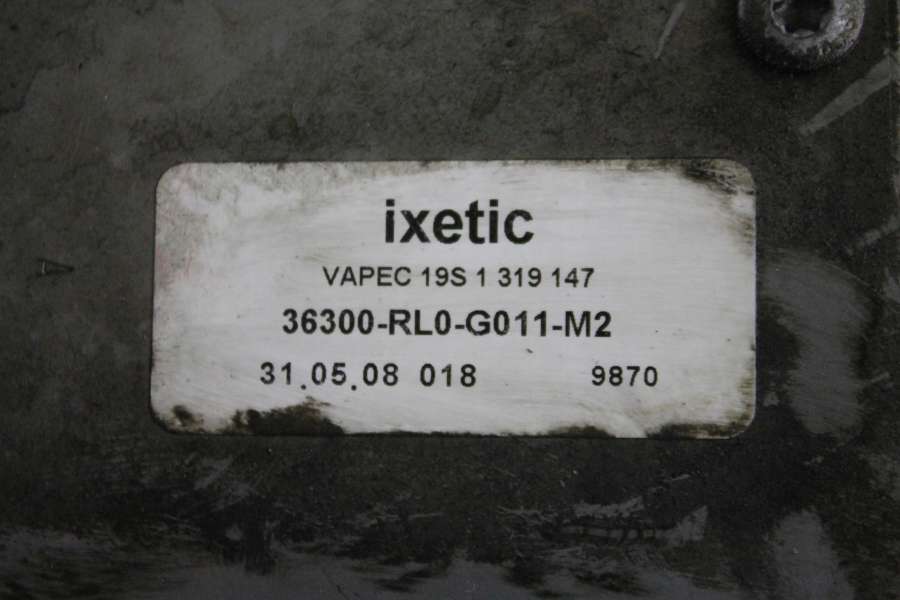 ixetic
VAPEC 19S 1 319 147
36300-RL0-G011-M2
31.05.08 018 9870